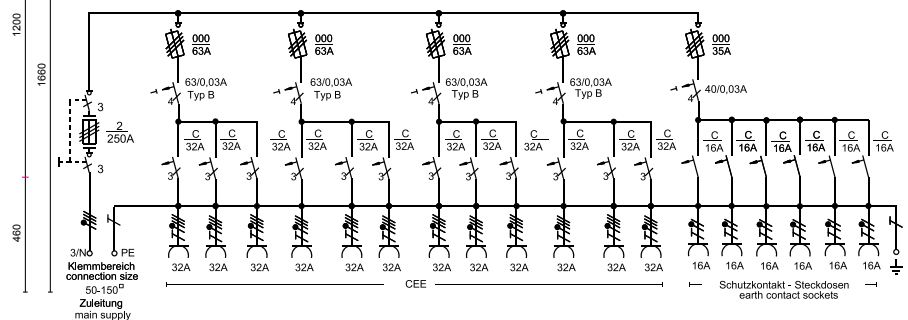 1200
1660
460
000
63A
000
63A
000
63A
000
63A
000
35A
63/0,03A
Typ B
4
63/0,03A
Typ B
4
63/0,03A
Typ B
4
63/0,03A
Typ B
4
40/0,03A
4
3
2
250A
3
C
32A
C
32A
C
32A
C
32A
C
32A
C
32A
C
32A
C
32A
C
32A
C
32A
C
32A
C
32A
C
16A
C
16A
C
16A
C
16A
C
16A
C
16A
3
3
3
3
3
3
3
3
3
3
3
3
3/N
PE
32A
32A
32A
32A
32A
32A
32A
32A
32A
32A
32A
32A
16A
16A
16A
16A
16A
16A
Klemmbereich
connection size
50-150□
Zuleitung
main supply
CEE
Schutzkontakt - Steckdosen
earth contact sockets